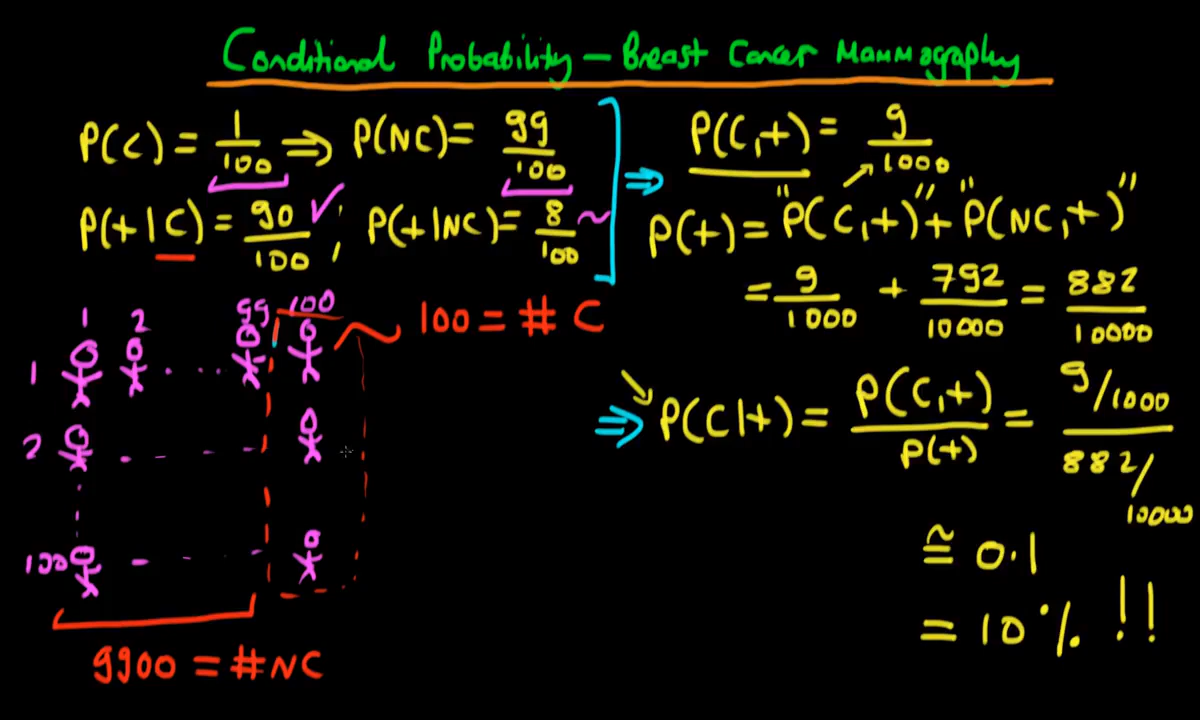 Conditional Probability – Breast Cancer Mammography
P(C) = 1/100 ⇒ P(NC) = 99/100
P(+|C) = 90/100 ✓ ; P(+|NC) = 8/100 ~
⇒ P(C,+) = 9/1000
P(+) = "P(C,+)" + "P(NC,+)"
= 9/1000 + 792/10000 = 882/10000
⇒ P(C|+) = P(C,+)/P(+) = 9/1000 / 882/10000
≅ 0.1
= 10% !!
1 2 99 100
1 . . . .
2 . - - -
100 - - - -
100 = # C
9900 = #NC